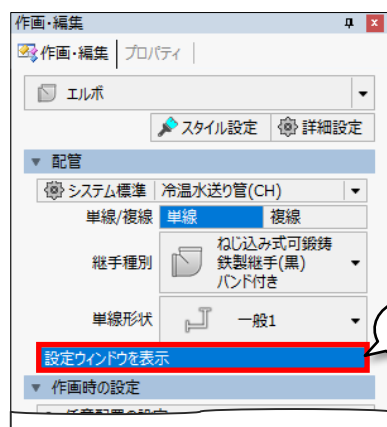 作画・編集
作画・編集 プロパティ
エルボ
スタイル設定 詳細設定
配管
システム標準 冷温水送り管(CH)
単線/複線 単線 複線
継手種別 ねじ込み式可鍛鋳
鉄製継手(黒)
バンド付き
単線形状 一般1
設定ウィンドウを表示
作画時の設定